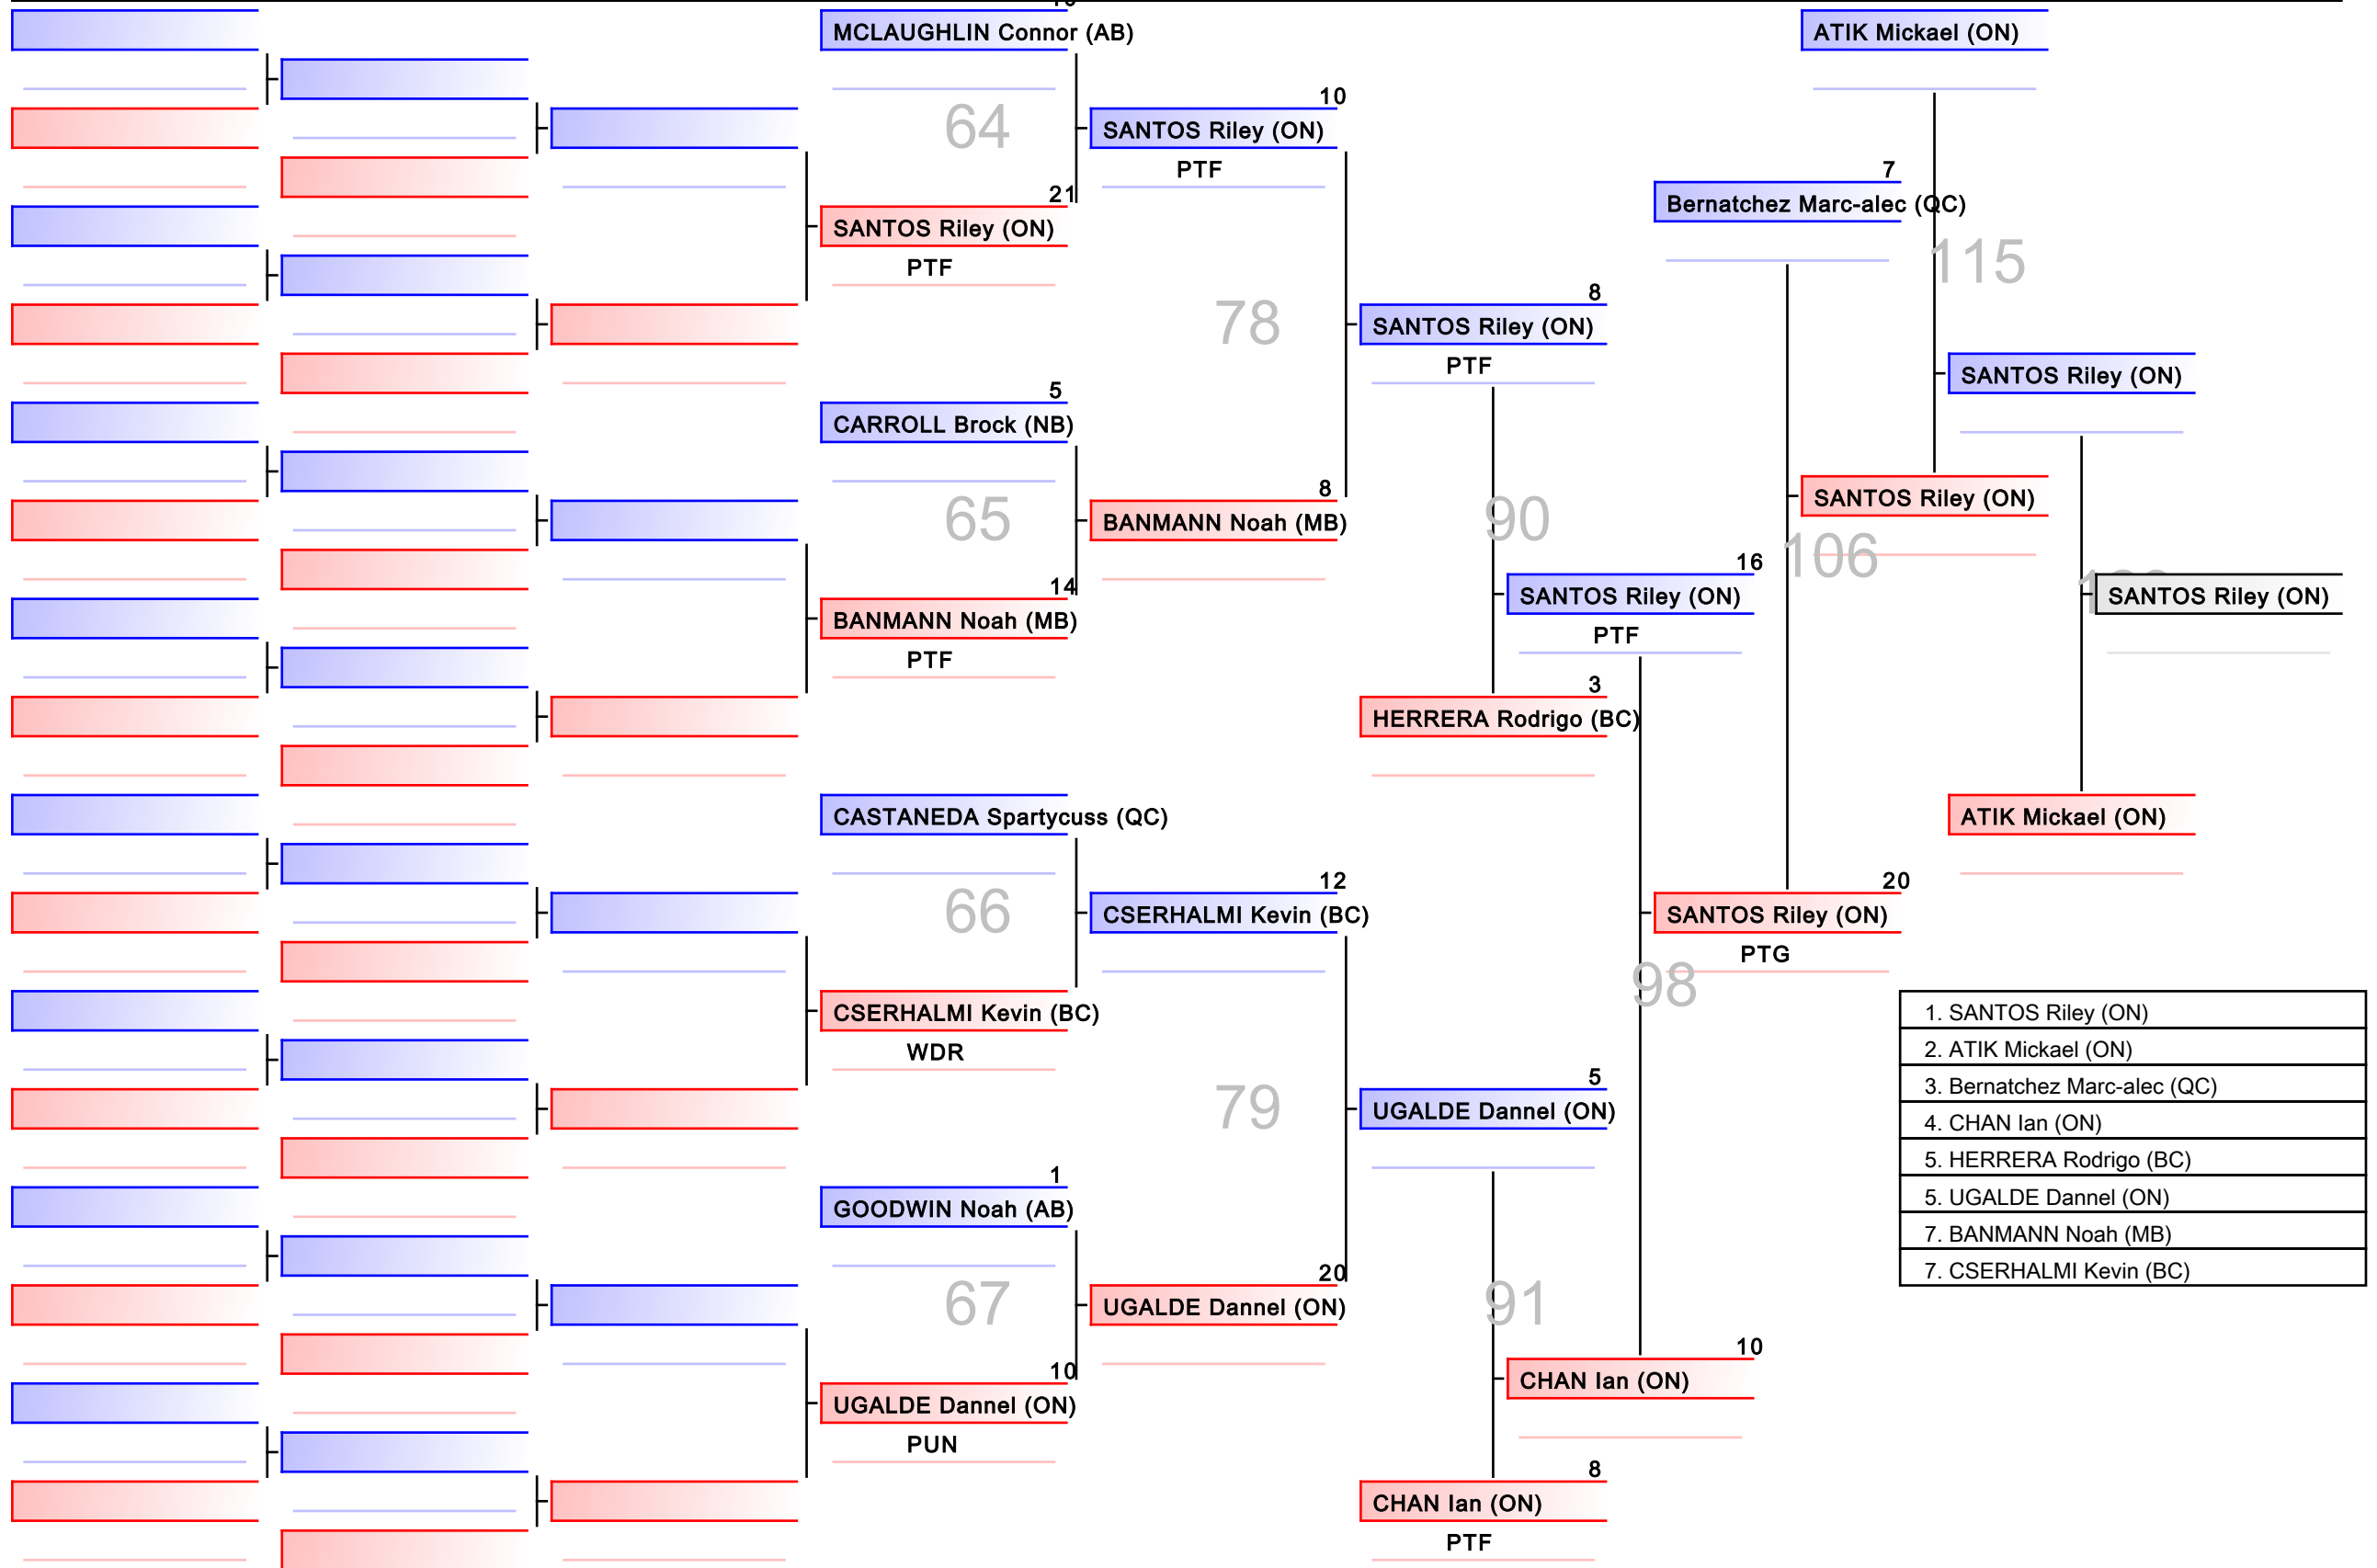 MCLAUGHLIN Connor (AB)
64
21
SANTOS Riley (ON)
PTF
5
CARROLL Brock (NB)
65
14
BANMANN Noah (MB)
PTF
CASTANEDA Spartycuss (QC)
66
CSERHALMI Kevin (BC)
WDR
1
GOODWIN Noah (AB)
67
10
UGALDE Dannel (ON)
PUN
10
SANTOS Riley (ON)
PTF
78
8
BANMANN Noah (MB)
12
CSERHALMI Kevin (BC)
79
20
UGALDE Dannel (ON)
8
SANTOS Riley (ON)
PTF
90
3
HERRERA Rodrigo (BC)
5
UGALDE Dannel (ON)
91
8
CHAN Ian (ON)
PTF
16
SANTOS Riley (ON)
PTF
98
10
CHAN Ian (ON)
7
Bernatchez Marc-alec (QC)
106
20
SANTOS Riley (ON)
PTG
ATIK Mickael (ON)
115
SANTOS Riley (ON)
SANTOS Riley (ON)
ATIK Mickael (ON)
SANTOS Riley (ON)
1. SANTOS Riley (ON)
2. ATIK Mickael (ON)
3. Bernatchez Marc-alec (QC)
4. CHAN Ian (ON)
5. HERRERA Rodrigo (BC)
5. UGALDE Dannel (ON)
7. BANMANN Noah (MB)
7. CSERHALMI Kevin (BC)